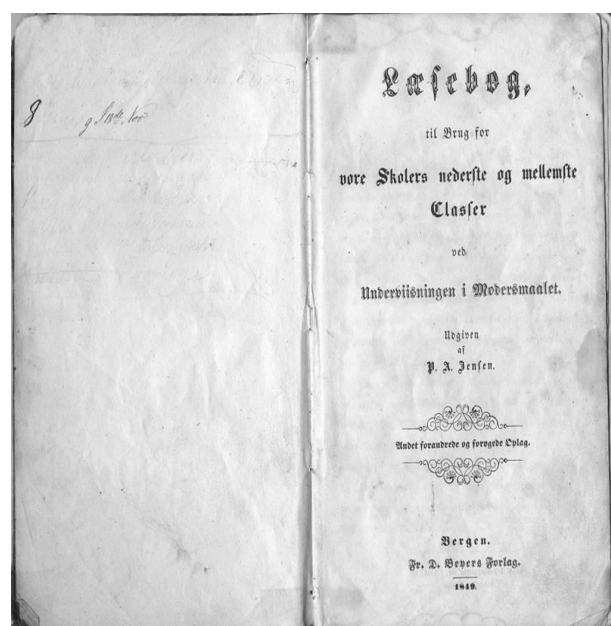 8
Læsebog,
til Brug for
vore Skolers nederste og mellemste
Classer
ved
Underviisningen i Modersmaalet.
Udgiven
af
P. A. Jensen.
Andet forandrede og forøgede Oplag.
Bergen.
Fr. D. Beyers Forlag.
1849.